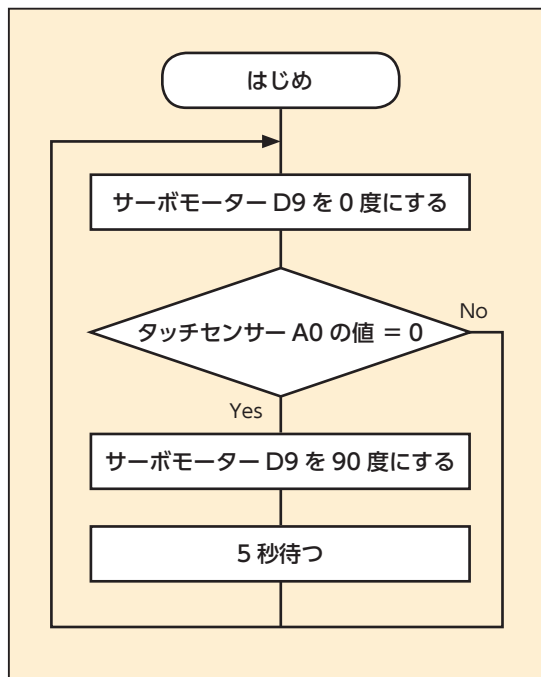 はじめ
サーボモーター D9 を 0 度にする
タッチセンサー A0 の値 = 0
No
Yes
サーボモーター D9 を 90 度にする
5 秒待つ